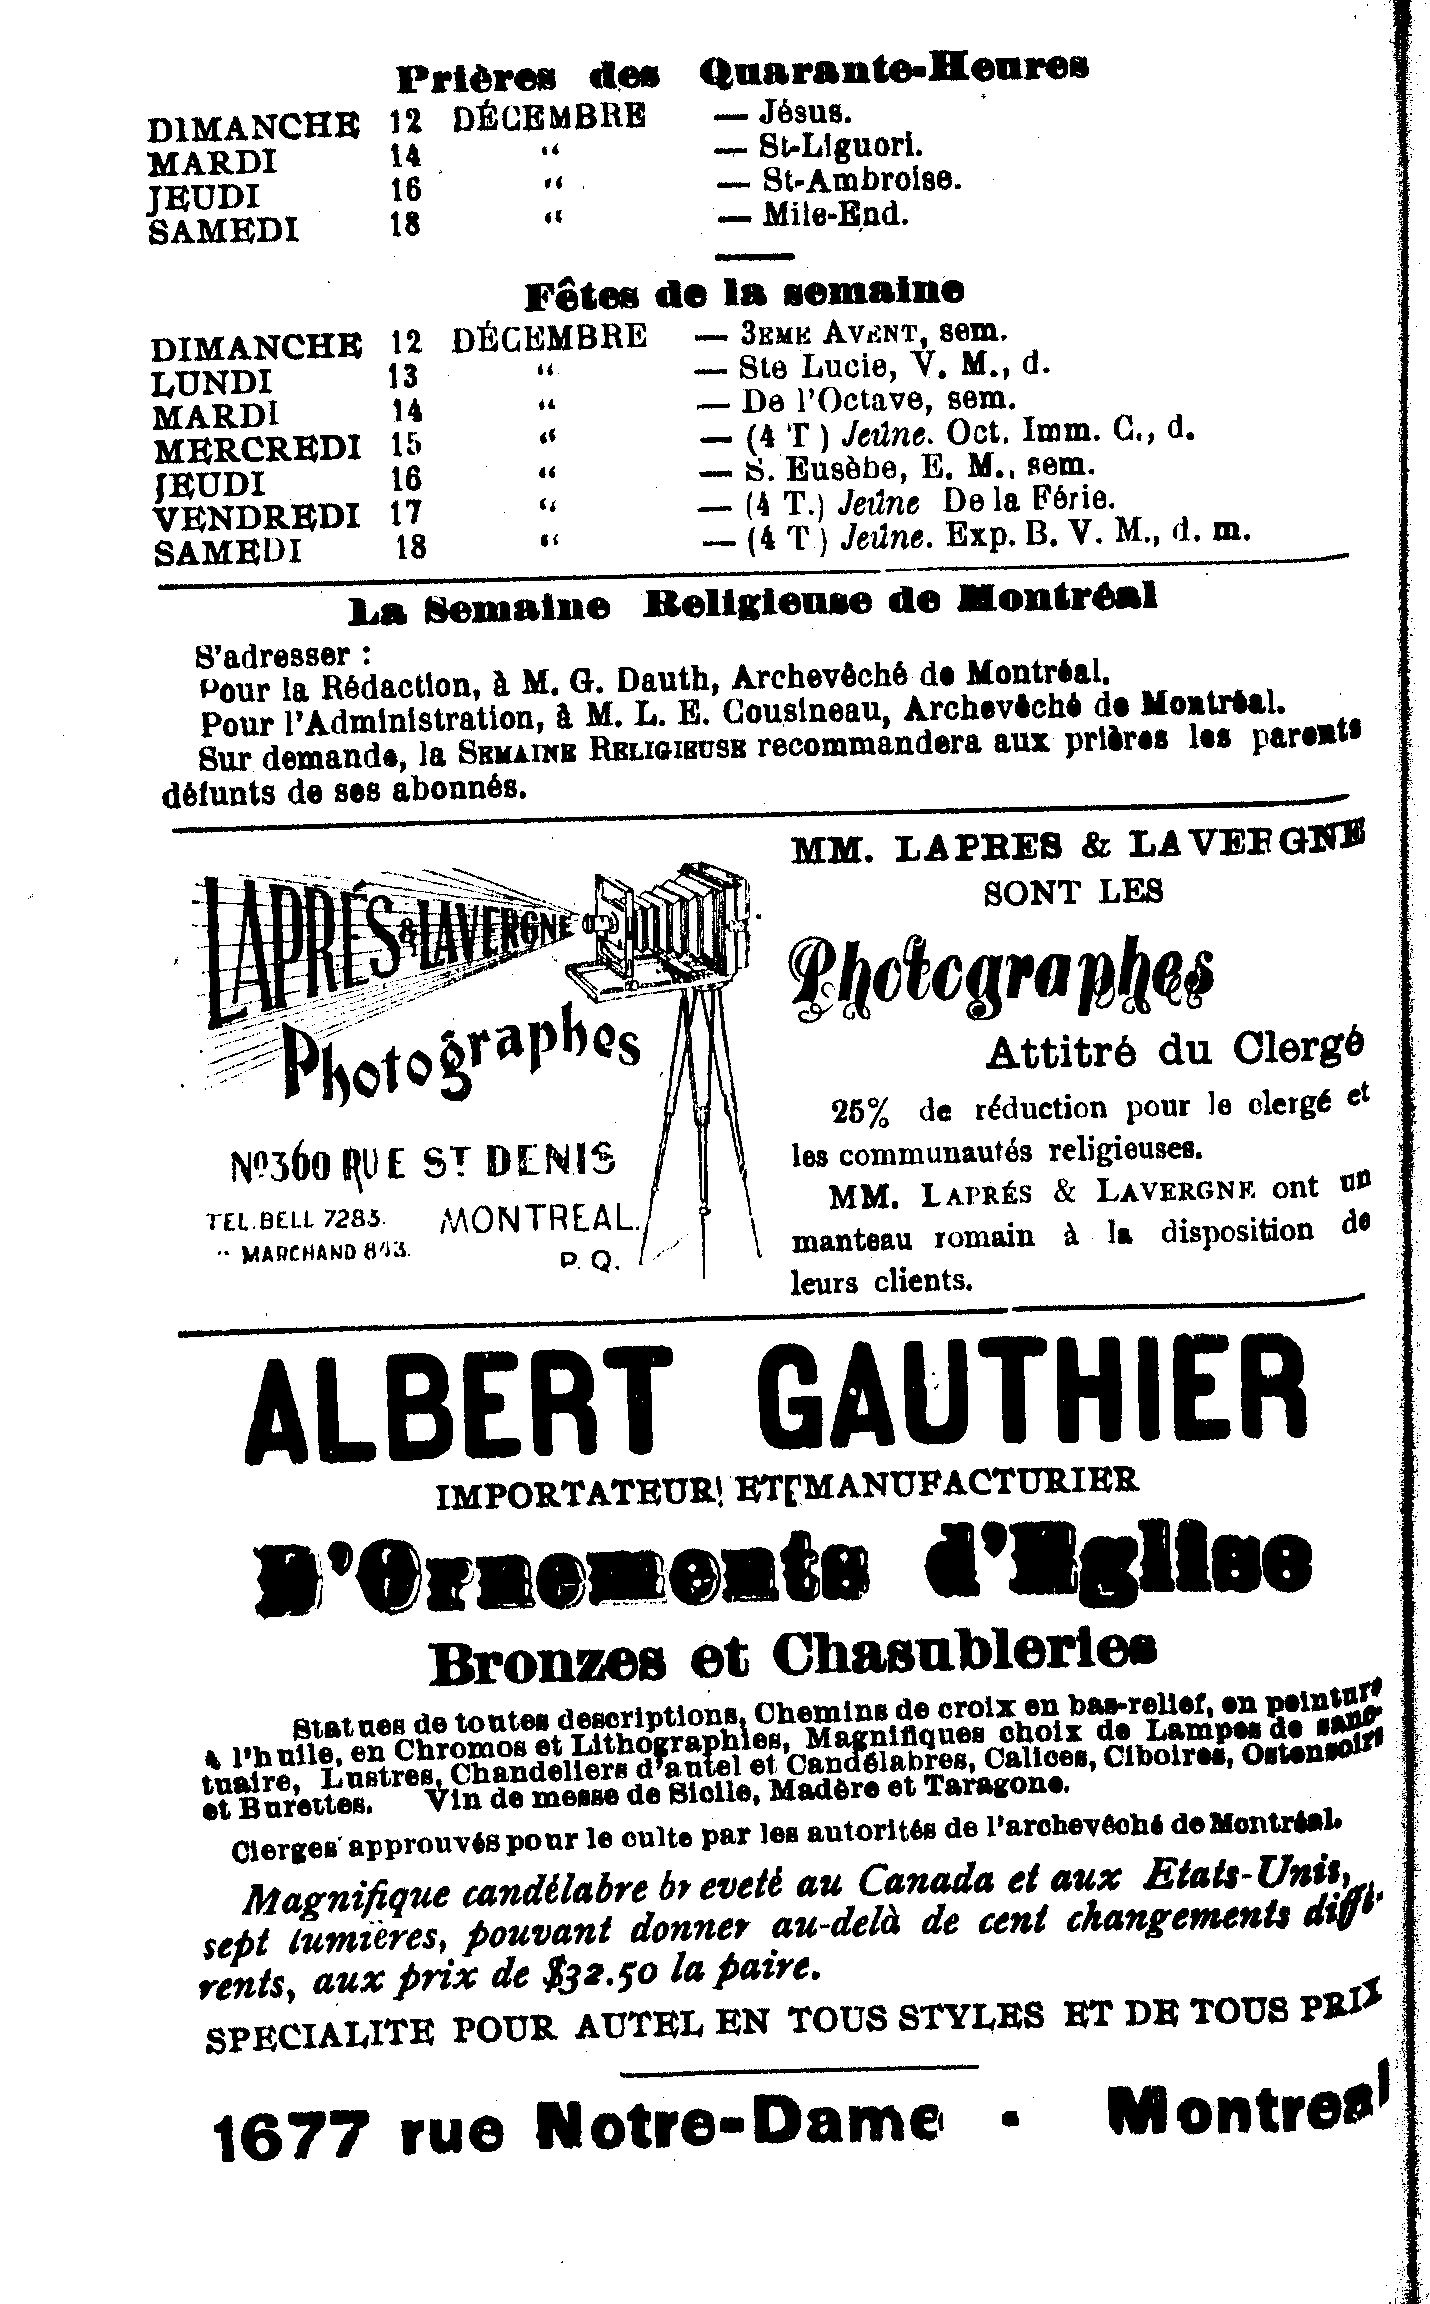 Prières des Quarante-Heures
DIMANCHE 12 DÉCEMBRE — Jésus.
MARDI 14 “ — St-Liguori.
JEUDI 16 “ — St-Ambroise.
SAMEDI 18 “ — Mile-End.
Fêtes de la semaine
DIMANCHE 12 DÉCEMBRE — 3EME AVENT, sem.
LUNDI 13 “ — Ste Lucie, V. M., d.
MARDI 14 “ — De l'Octave, sem.
MERCREDI 15 “ — (4 T ) Jeûne. Oct. Imm. C., d.
JEUDI 16 “ — S. Eusèbe, E. M., sem.
VENDREDI 17 “ — (4 T.) Jeûne De la Férie.
SAMEDI 18 “ — (4 T ) Jeûne. Exp. B. V. M., d. m.
La Semaine Religieuse de Montréal
S'adresser :
Pour la Rédaction, à M. G. Dauth, Archevêché de Montréal.
Pour l'Administration, à M. L. E. Cousineau, Archevêché de Montréal.
Sur demande, la SEMAINE RELIGIEUSE recommandera aux prières les parents
défunts de ses abonnés.
LAPRÉS & LAVERGNE
Photographes
No 360 RUE ST DENIS
TEL. BELL 7283. MONTREAL.
“ MARCHAND P. Q.
MM. LAPRES & LAVERGNE
SONT LES
Photographes
Attitré du Clergé
25% de réduction pour le clergé et
les communautés religieuses.
MM. LAPRÉS & LAVERGNE ont un
manteau romain à la disposition de
leurs clients.
ALBERT GAUTHIER
IMPORTATEUR ET MANUFACTURIER
D'Ornements d'Eglise
Bronzes et Chasubleries
Statues de toutes descriptions, Chemins de croix en bas-relief, en peinture
à l'huile, en Chromos et Lithographies, Magnifiques choix de Lampes de sanc-
tuaire, Lustres, Chandeliers d'autel et Candélabres, Calices, Ciboires, Ostensoirs
et Burettes. Vin de messe de Sicile, Madère et Taragone.
Cierges approuvés pour le culte par les autorités de l'archevêché de Montréal.
Magnifique candélabre breveté au Canada et aux Etats-Unis,
sept lumières, pouvant donner au-delà de cent changements diffé-
rents, aux prix de $32.50 la paire.
SPECIALITE POUR AUTEL EN TOUS STYLES ET DE TOUS PRIX
1677 rue Notre-Dame - Montreal